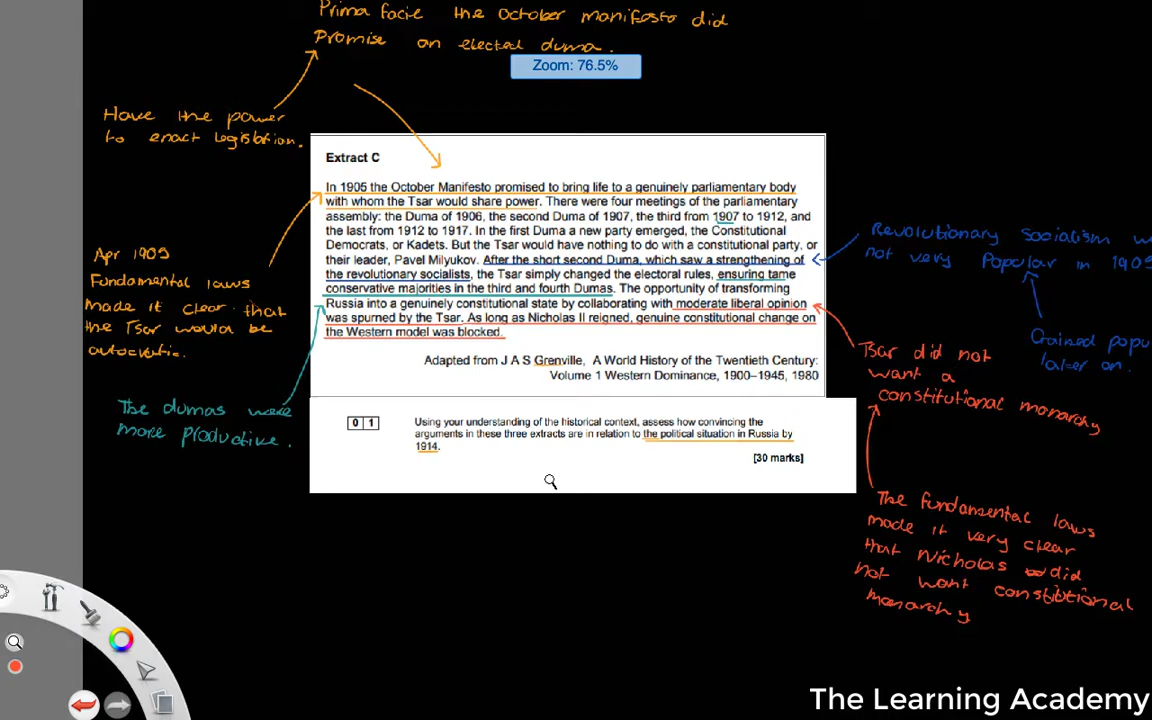 Prima facie the October manifesto did
Promise an elected duma.
Zoom: 76.5%
Have the power
to enact legislation.
Extract C
In 1905 the October Manifesto promised to bring life to a genuinely parliamentary body
with whom the Tsar would share power. There were four meetings of the parliamentary
assembly: the Duma of 1906, the second Duma of 1907, the third from 1907 to 1912, and
the last from 1912 to 1917. In the first Duma a new party emerged, the Constitutional
Democrats, or Kadets. But the Tsar would have nothing to do with a constitutional party, or
their leader, Pavel Milyukov. After the short second Duma, which saw a strengthening of
the revolutionary socialists, the Tsar simply changed the electoral rules, ensuring tame
conservative majorities in the third and fourth Dumas. The opportunity of transforming
Russia into a genuinely constitutional state by collaborating with moderate liberal opinion
was spurned by the Tsar. As long as Nicholas II reigned, genuine constitutional change on
the Western model was blocked.
Adapted from J A S Grenville, A World History of the Twentieth Century:
Volume 1 Western Dominance, 1900–1945, 1980
0 1
Using your understanding of the historical context, assess how convincing the
arguments in these three extracts are in relation to the political situation in Russia by
1914.
[30 marks]
Apr 1905
Fundamental laws
made it clear that
the Tsar would be
autocratic.
The dumas were
more productive.
Revolutionary Socialism w
not very Popular in 1905
Gained popu
later on.
Tsar did not
want a
constitutional monarchy
The fundamental laws
made it very clear
that Nicholas did
not want constitutional
monarchy
The Learning Academy